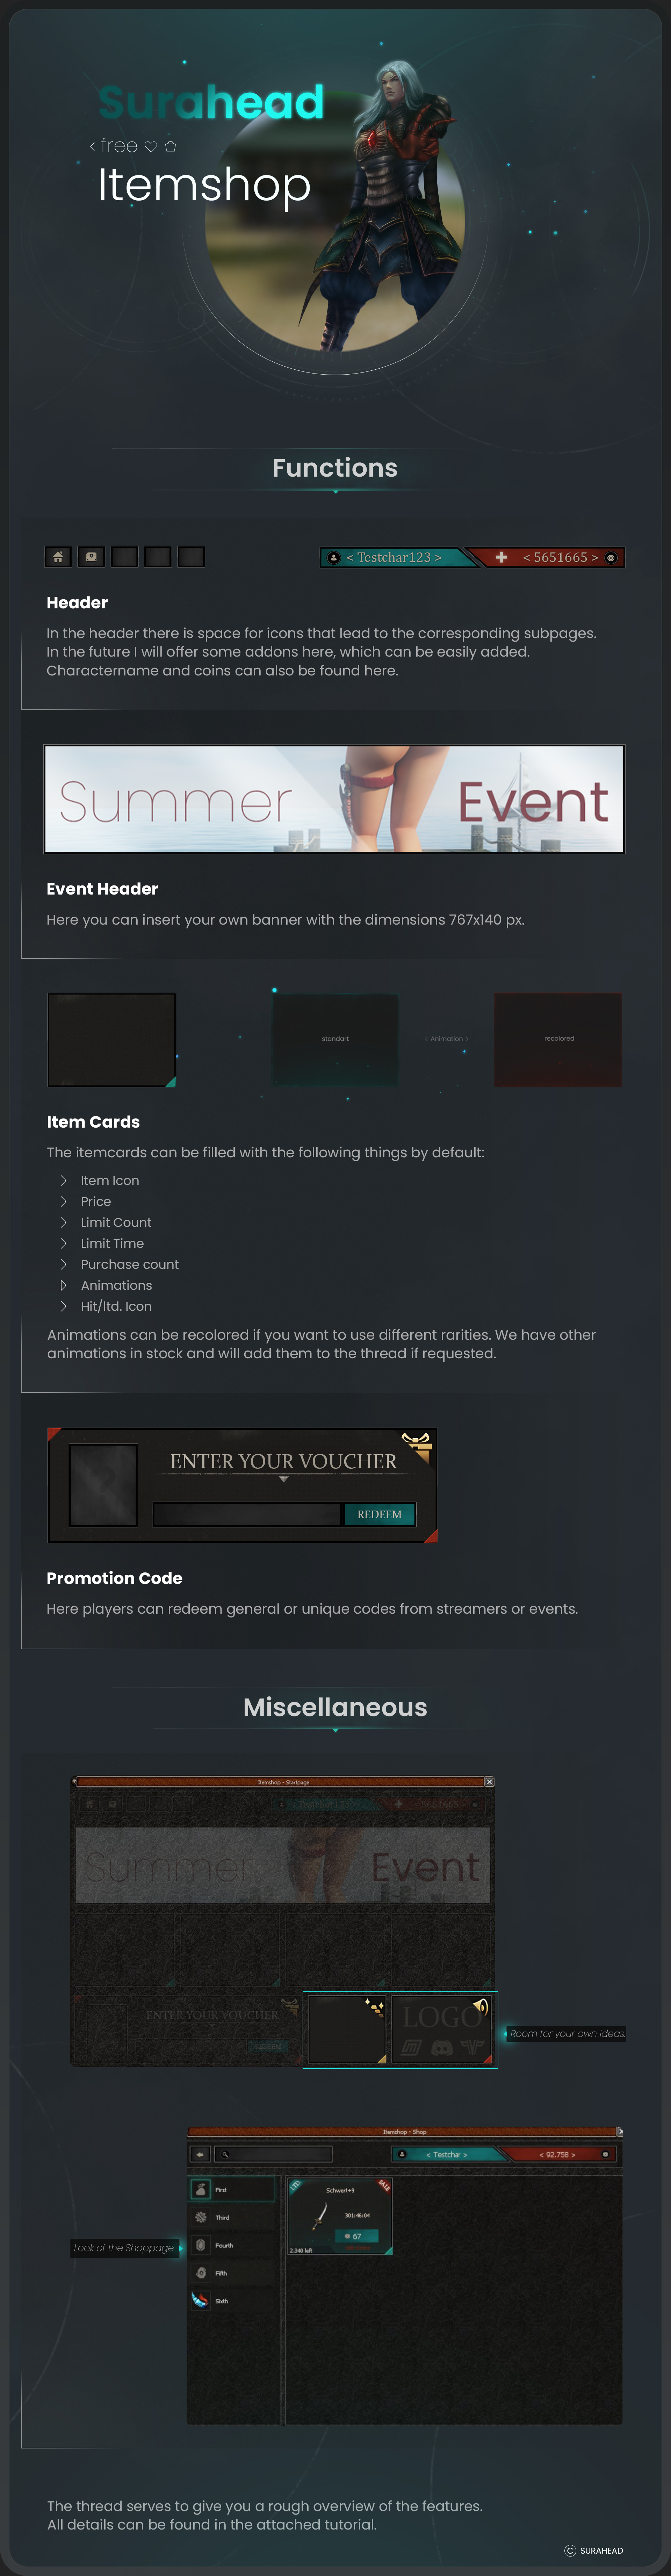 Surahead
< free
Itemshop
Functions
< Testchar123 >
< 5651665 >
Header
In the header there is space for icons that lead to the corresponding subpages.
In the future I will offer some addons here, which can be easily added.
Charactername and coins can also be found here.
Summer Event
Event Header
Here you can insert your own banner with the dimensions 767x140 px.
standart
< Animation >
recolored
Item Cards
The itemcards can be filled with the following things by default:
Item Icon
Price
Limit Count
Limit Time
Purchase count
Animations
Hit/ltd. Icon
Animations can be recolored if you want to use different rarities. We have other
animations in stock and will add them to the thread if requested.
ENTER YOUR VOUCHER
REDEEM
Promotion Code
Here players can redeem general or unique codes from streamers or events.
Miscellaneous
Itemshop - Startpage
Summer Event
ENTER YOUR VOUCHER
LOGO
Room for your own ideas.
Itemshop - Shop
< Testchar >
< 92.758 >
First
Third
Fourth
Fifth
Sixth
Schwert+9
301:46:04
67
2.340 left
SALE
Look of the Shoppage
The thread serves to give you a rough overview of the features.
All details can be found in the attached tutorial.
© SURAHEAD